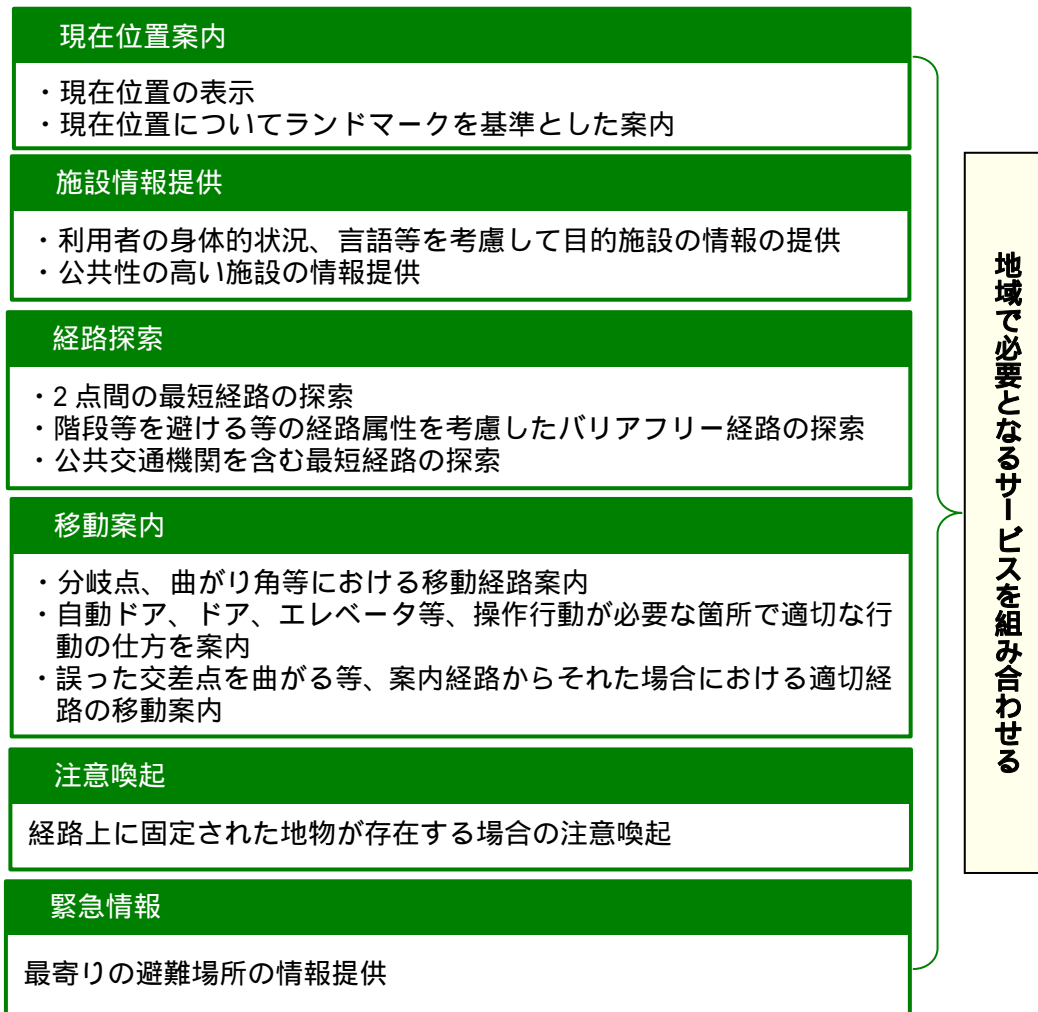 現在位置案内
・現在位置の表示
・現在位置についてランドマークを基準とした案内
施設情報提供
・利用者の身体的状況、言語等を考慮して目的施設の情報の提供
・公共性の高い施設の情報提供
経路探索
・2点間の最短経路の探索
・階段等を避ける等の経路属性を考慮したバリアフリー経路の探索
・公共交通機関を含む最短経路の探索
移動案内
・分岐点、曲がり角等における移動経路案内
・自動ドア、ドア、エレベータ等、操作行動が必要な箇所で適切な行
動の仕方を案内
・誤った交差点を曲がる等、案内経路からそれた場合における適切経
路の移動案内
注意喚起
経路上に固定された地物が存在する場合の注意喚起
緊急情報
最寄りの避難場所の情報提供
地域で必要となるサービスを組み合わせる